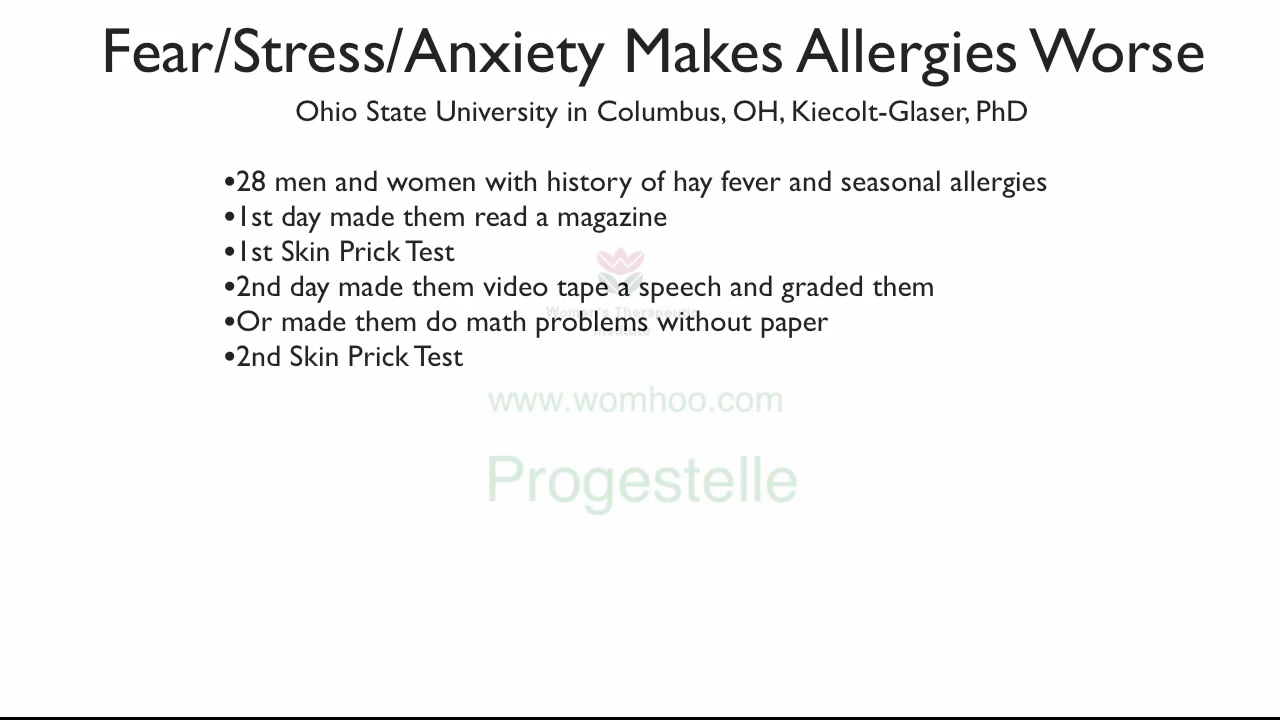 Fear/Stress/Anxiety Makes Allergies Worse
Ohio State University in Columbus, OH, Kiecolt-Glaser, PhD
•28 men and women with history of hay fever and seasonal allergies
•1st day made them read a magazine
•1st Skin Prick Test
•2nd day made them video tape a speech and graded them
•Or made them do math problems without paper
•2nd Skin Prick Test
www.womhoo.com
Progestelle